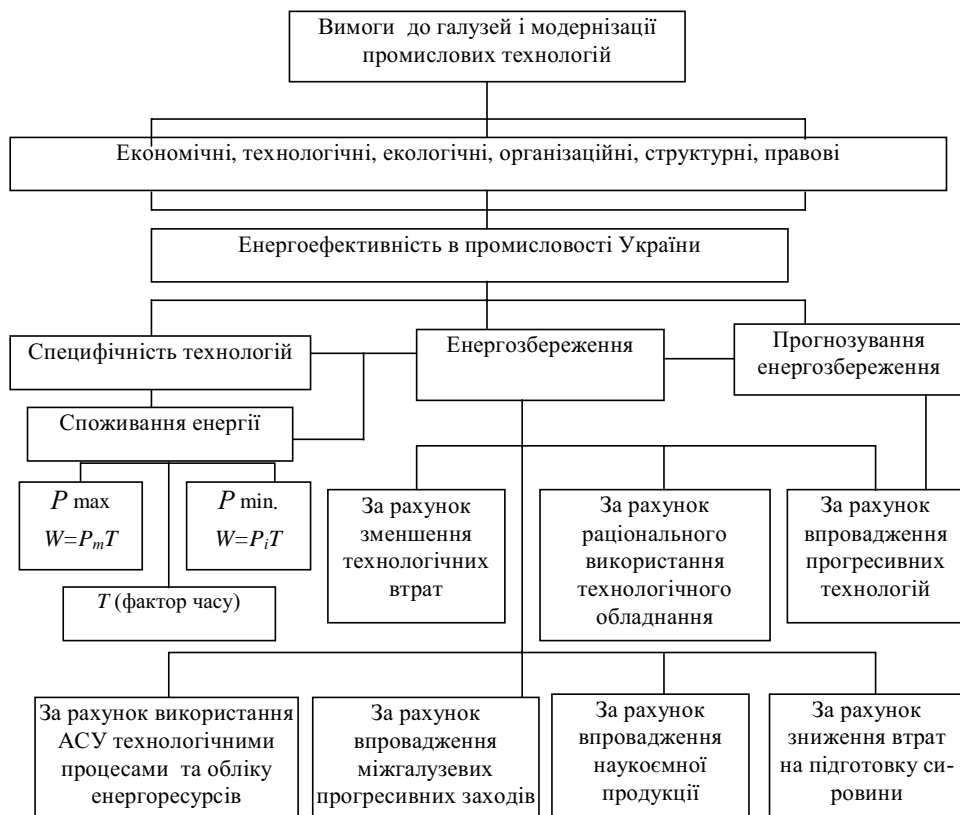 Вимоги до галузей і модернізації
промислових технологій
Економічні, технологічні, екологічні, організаційні, структурні, правові
Енергоефективність в промисловості України
Специфічність технологій
Енергозбереження
Прогнозування
енергозбереження
Споживання енергії
P max
W=PmT
P min.
W=PiT
T (фактор часу)
За рахунок
зменшення
технологічних
втрат
За рахунок
раціонального
використання
технологічного
обладнання
За рахунок
впровадження
прогресивних
технологій
За рахунок використання
АСУ технологічними
процесами та обліку
енергоресурсів
За рахунок
впровадження
міжгалузевих
прогресивних заходів
За рахунок
впровадження
наукоємної
продукції
За рахунок
зниження втрат
на підготовку си-
ровини